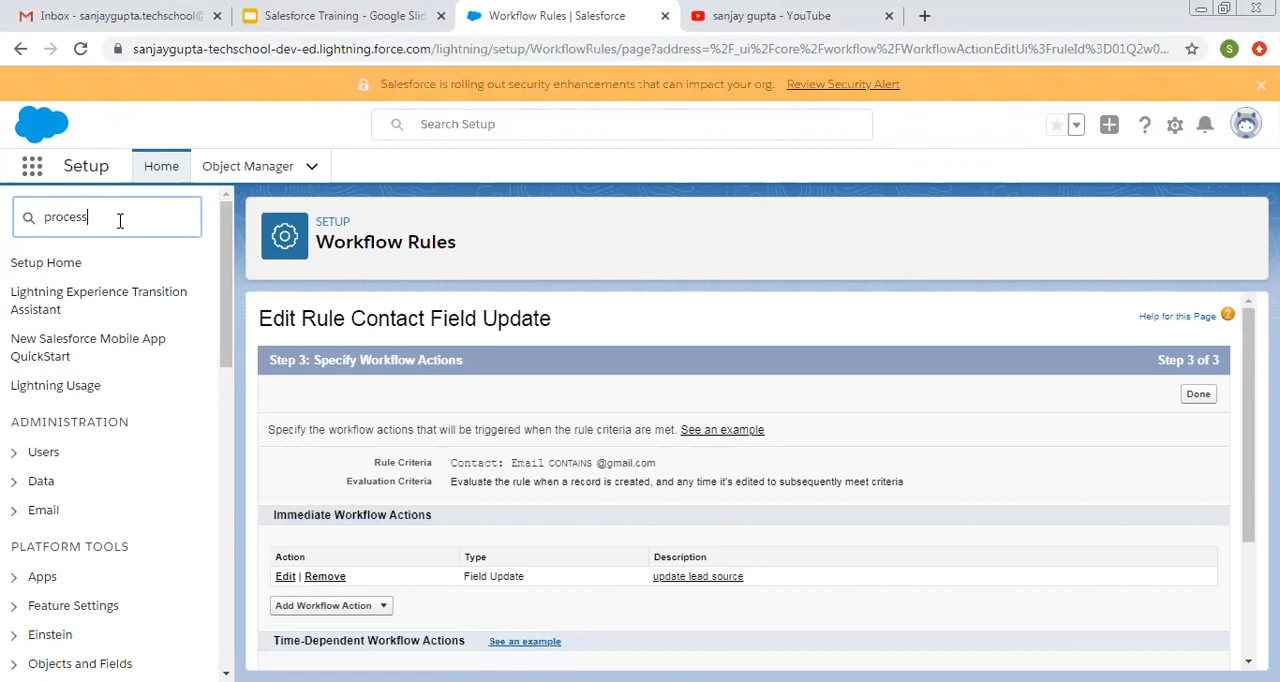 Inbox - sanjaygupta.techschool@
Salesforce Training - Google Slid
Workflow Rules | Salesforce
sanjay gupta - YouTube
sanjaygupta-techschool-dev-ed.lightning.force.com/lightning/setup/WorkflowRules/page?address=%2F_ui%2Fcore%2Fworkflow%2FWorkflowActionEditUi%3FruleId%3D01Q2w0...
S
Salesforce is rolling out security enhancements that can impact your org. Review Security Alert
Search Setup
Setup Home Object Manager
process
Setup Home
Lightning Experience Transition
Assistant
New Salesforce Mobile App
QuickStart
Lightning Usage
ADMINISTRATION
Users
Data
Email
PLATFORM TOOLS
Apps
Feature Settings
Einstein
Objects and Fields
SETUP
Workflow Rules
Edit Rule Contact Field Update
Help for this Page ?
Step 3: Specify Workflow Actions Step 3 of 3
Done
Specify the workflow actions that will be triggered when the rule criteria are met. See an example
Rule Criteria Contact: Email CONTAINS @gmail.com
Evaluation Criteria Evaluate the rule when a record is created, and any time it's edited to subsequently meet criteria
Immediate Workflow Actions
Action Type Description
Edit | Remove Field Update update lead source
Add Workflow Action
Time-Dependent Workflow Actions See an example